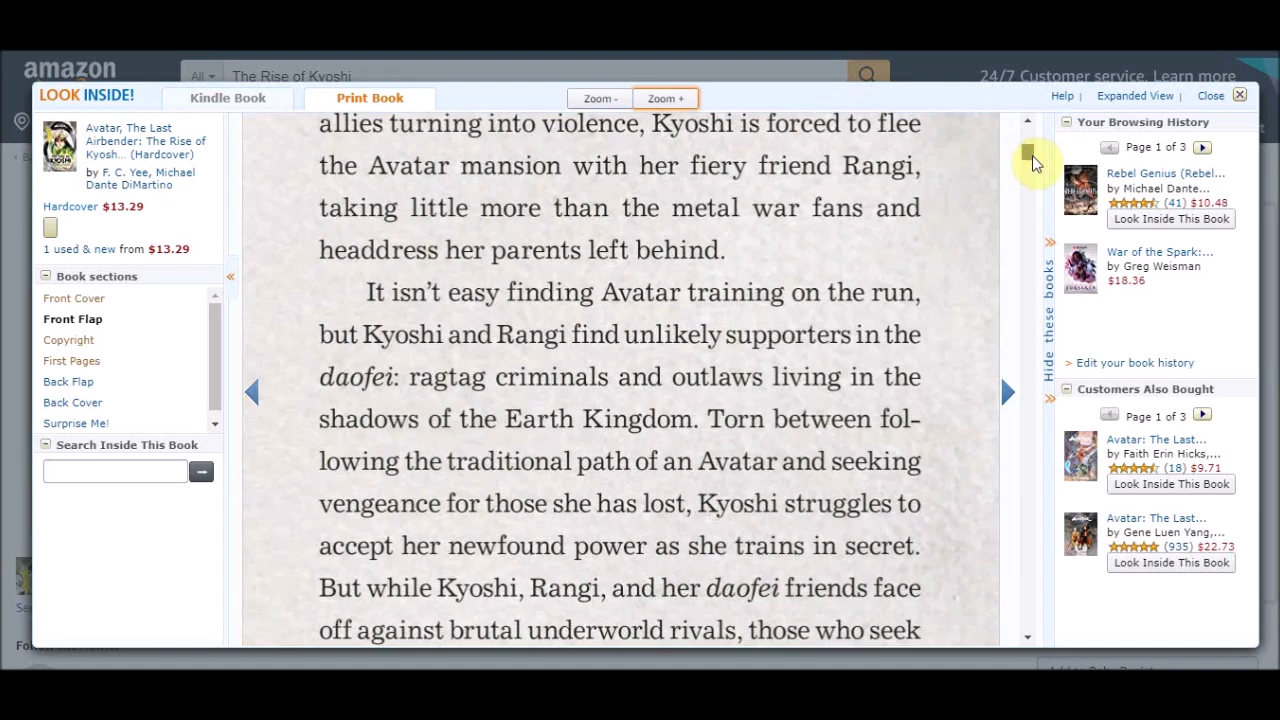 amazon
All
The Rise of Kyoshi
24/7 Customer service. Learn more
LOOK INSIDE!
Kindle Book
Print Book
Zoom -
Zoom +
Help |
Expanded View |
Close
Avatar, The Last
Airbender: The Rise of
Kyosh... (Hardcover)
by F. C. Yee, Michael
Dante DiMartino
Hardcover $13.29
1 used & new from $13.29
Book sections
Front Cover
Front Flap
Copyright
First Pages
Back Flap
Back Cover
Surprise Me!
Search Inside This Book
allies turning into violence, Kyoshi is forced to flee
the Avatar mansion with her fiery friend Rangi,
taking little more than the metal war fans and
headdress her parents left behind.
It isn't easy finding Avatar training on the run,
but Kyoshi and Rangi find unlikely supporters in the
daofei: ragtag criminals and outlaws living in the
shadows of the Earth Kingdom. Torn between fol-
lowing the traditional path of an Avatar and seeking
vengeance for those she has lost, Kyoshi struggles to
accept her newfound power as she trains in secret.
But while Kyoshi, Rangi, and her daofei friends face
off against brutal underworld rivals, those who seek
Hide these books
Your Browsing History
Page 1 of 3
Rebel Genius (Rebel...
by Michael Dante...
(41) $10.48
Look Inside This Book
War of the Spark:...
by Greg Weisman
$18.36
> Edit your book history
Customers Also Bought
Page 1 of 3
Avatar: The Last...
by Faith Erin Hicks,...
(18) $9.71
Look Inside This Book
Avatar: The Last...
by Gene Luen Yang,...
(935) $22.73
Look Inside This Book